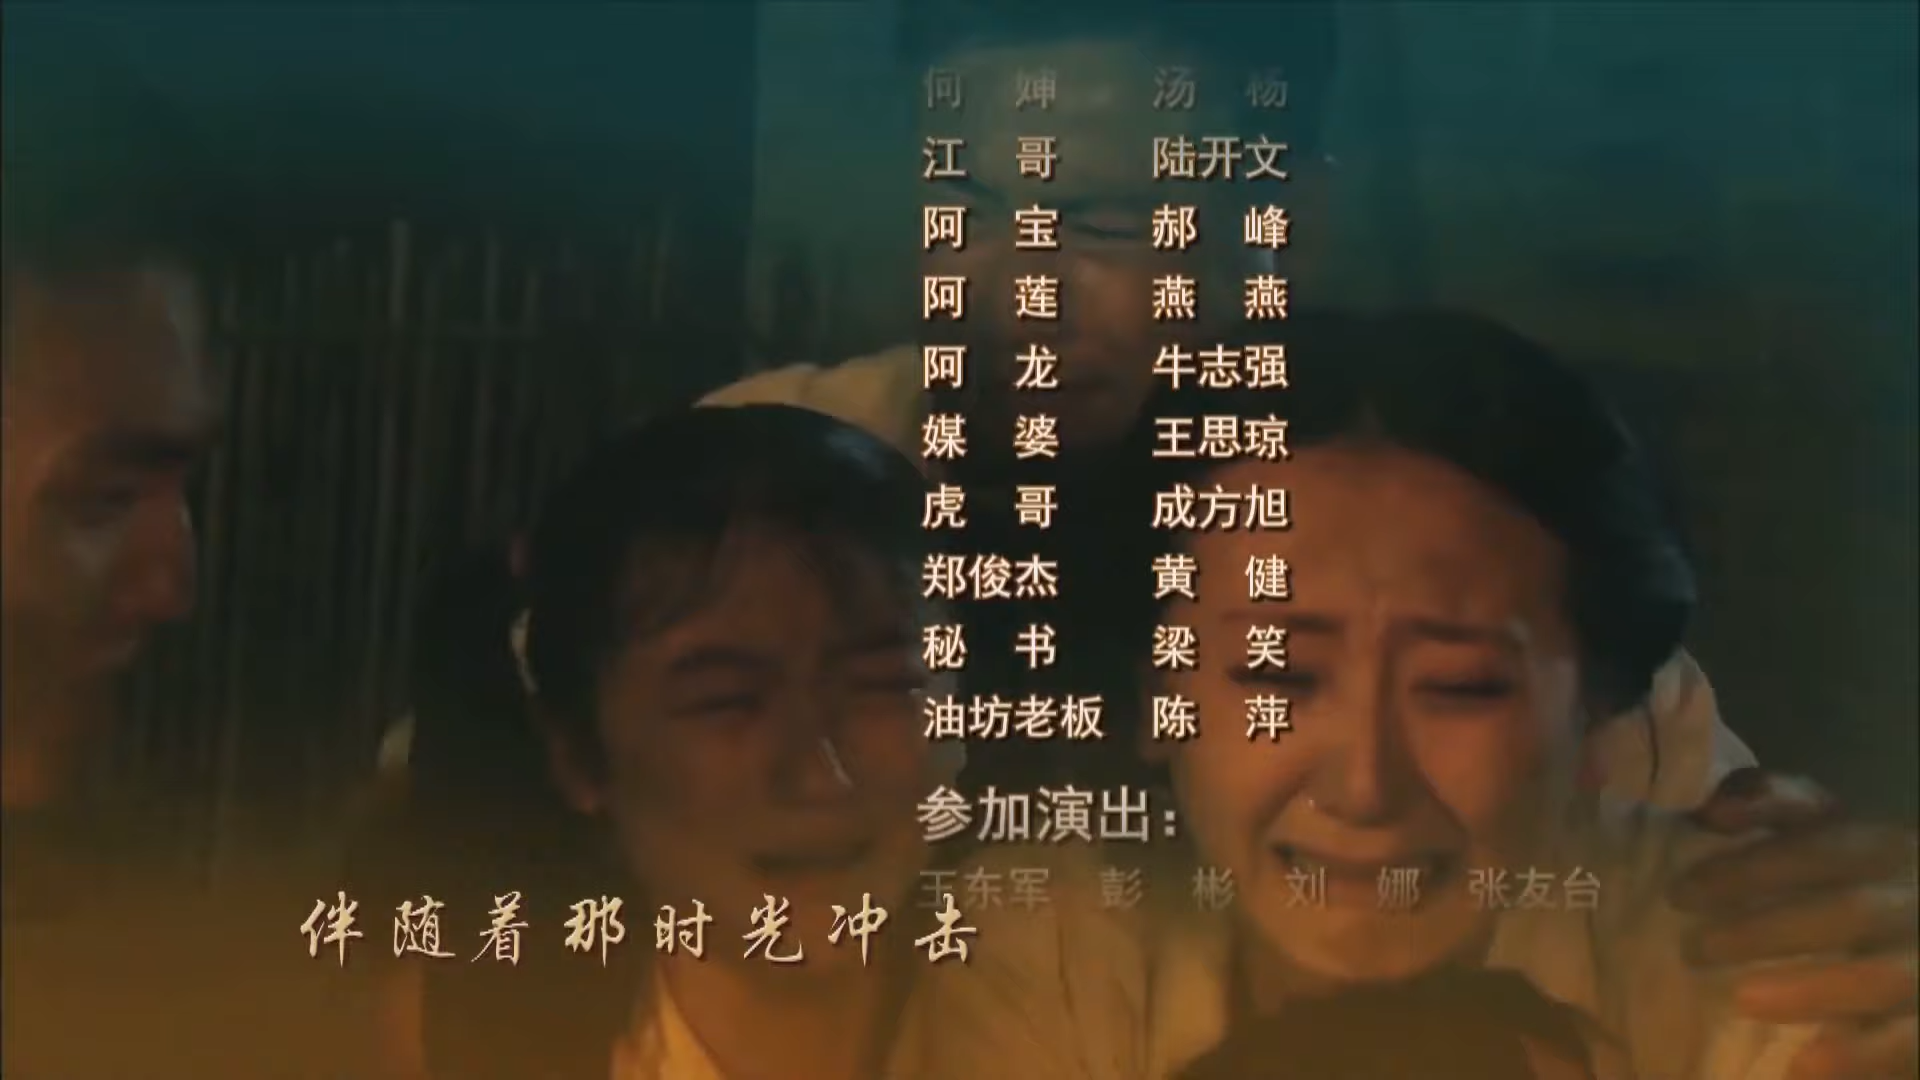 何　婶　　汤　杨
江　哥　　陆开文
阿　宝　　郝　峰
阿　莲　　燕　燕
阿　龙　　牛志强
媒　婆　　王思琼
虎　哥　　成方旭
郑俊杰　　黄　健
秘　书　　梁　笑
油坊老板　陈　萍
参加演出：
王东军　彭　彬　刘　娜　张友台
伴随着那时光冲击